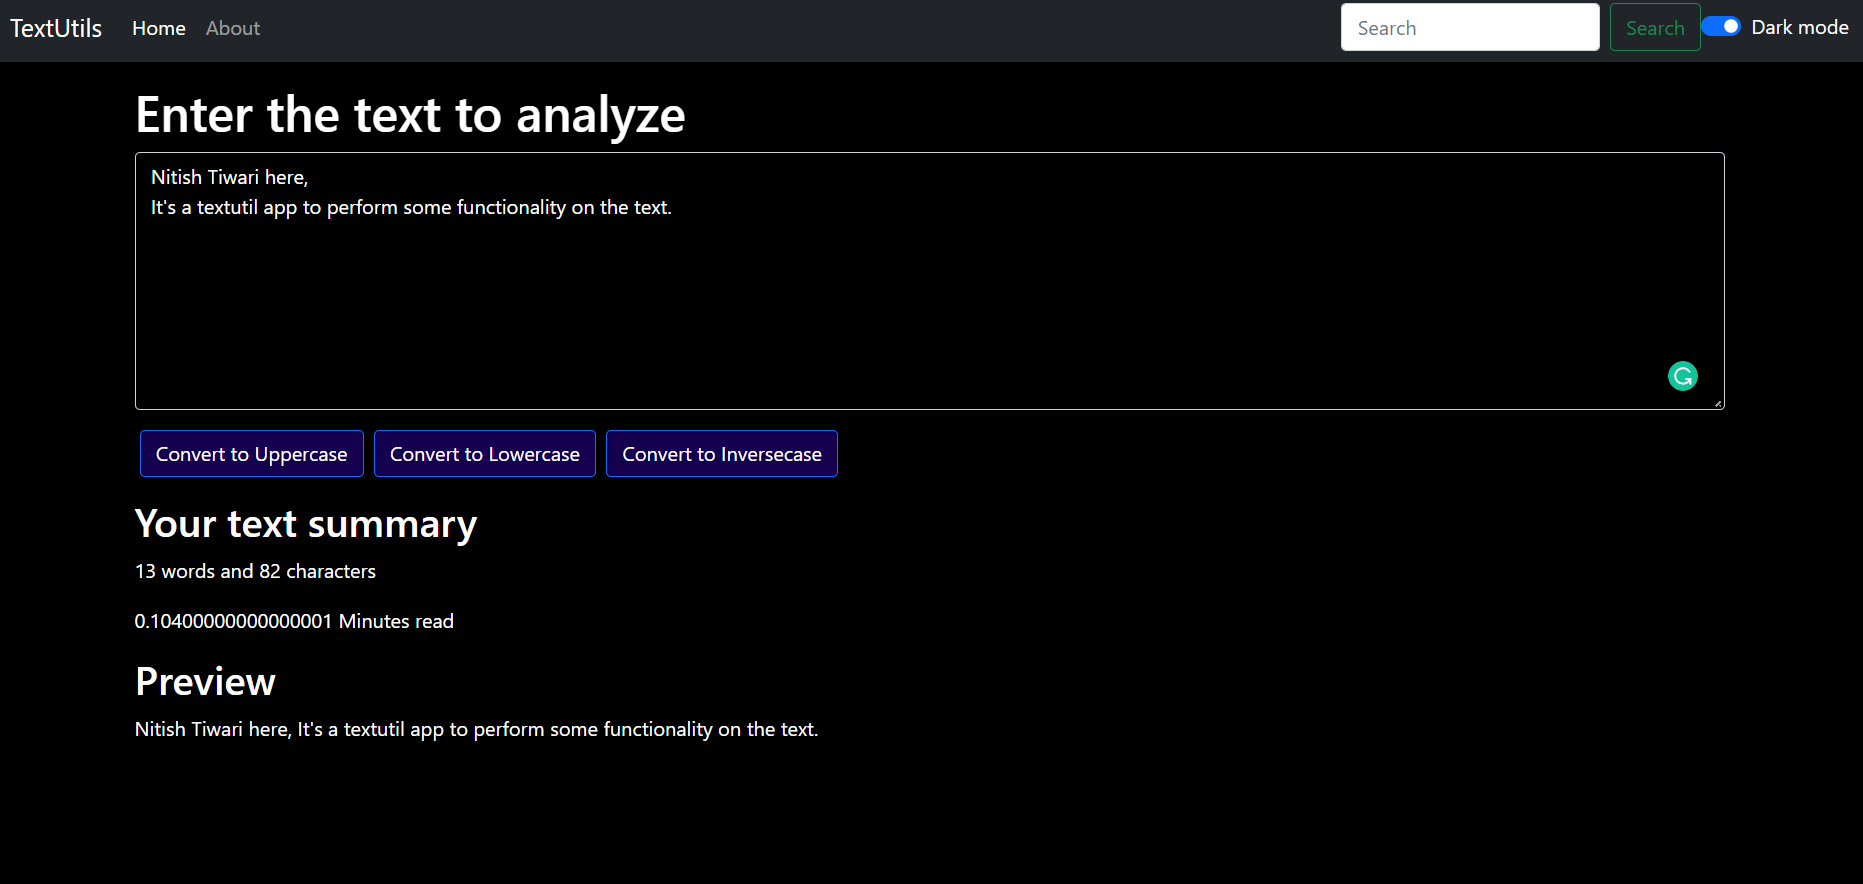 TextUtils Home About Search Search Dark mode
Enter the text to analyze
Nitish Tiwari here,
It's a textutil app to perform some functionality on the text.
Convert to Uppercase Convert to Lowercase Convert to Inversecase
Your text summary
13 words and 82 characters
0.10400000000000001 Minutes read
Preview
Nitish Tiwari here, It's a textutil app to perform some functionality on the text.